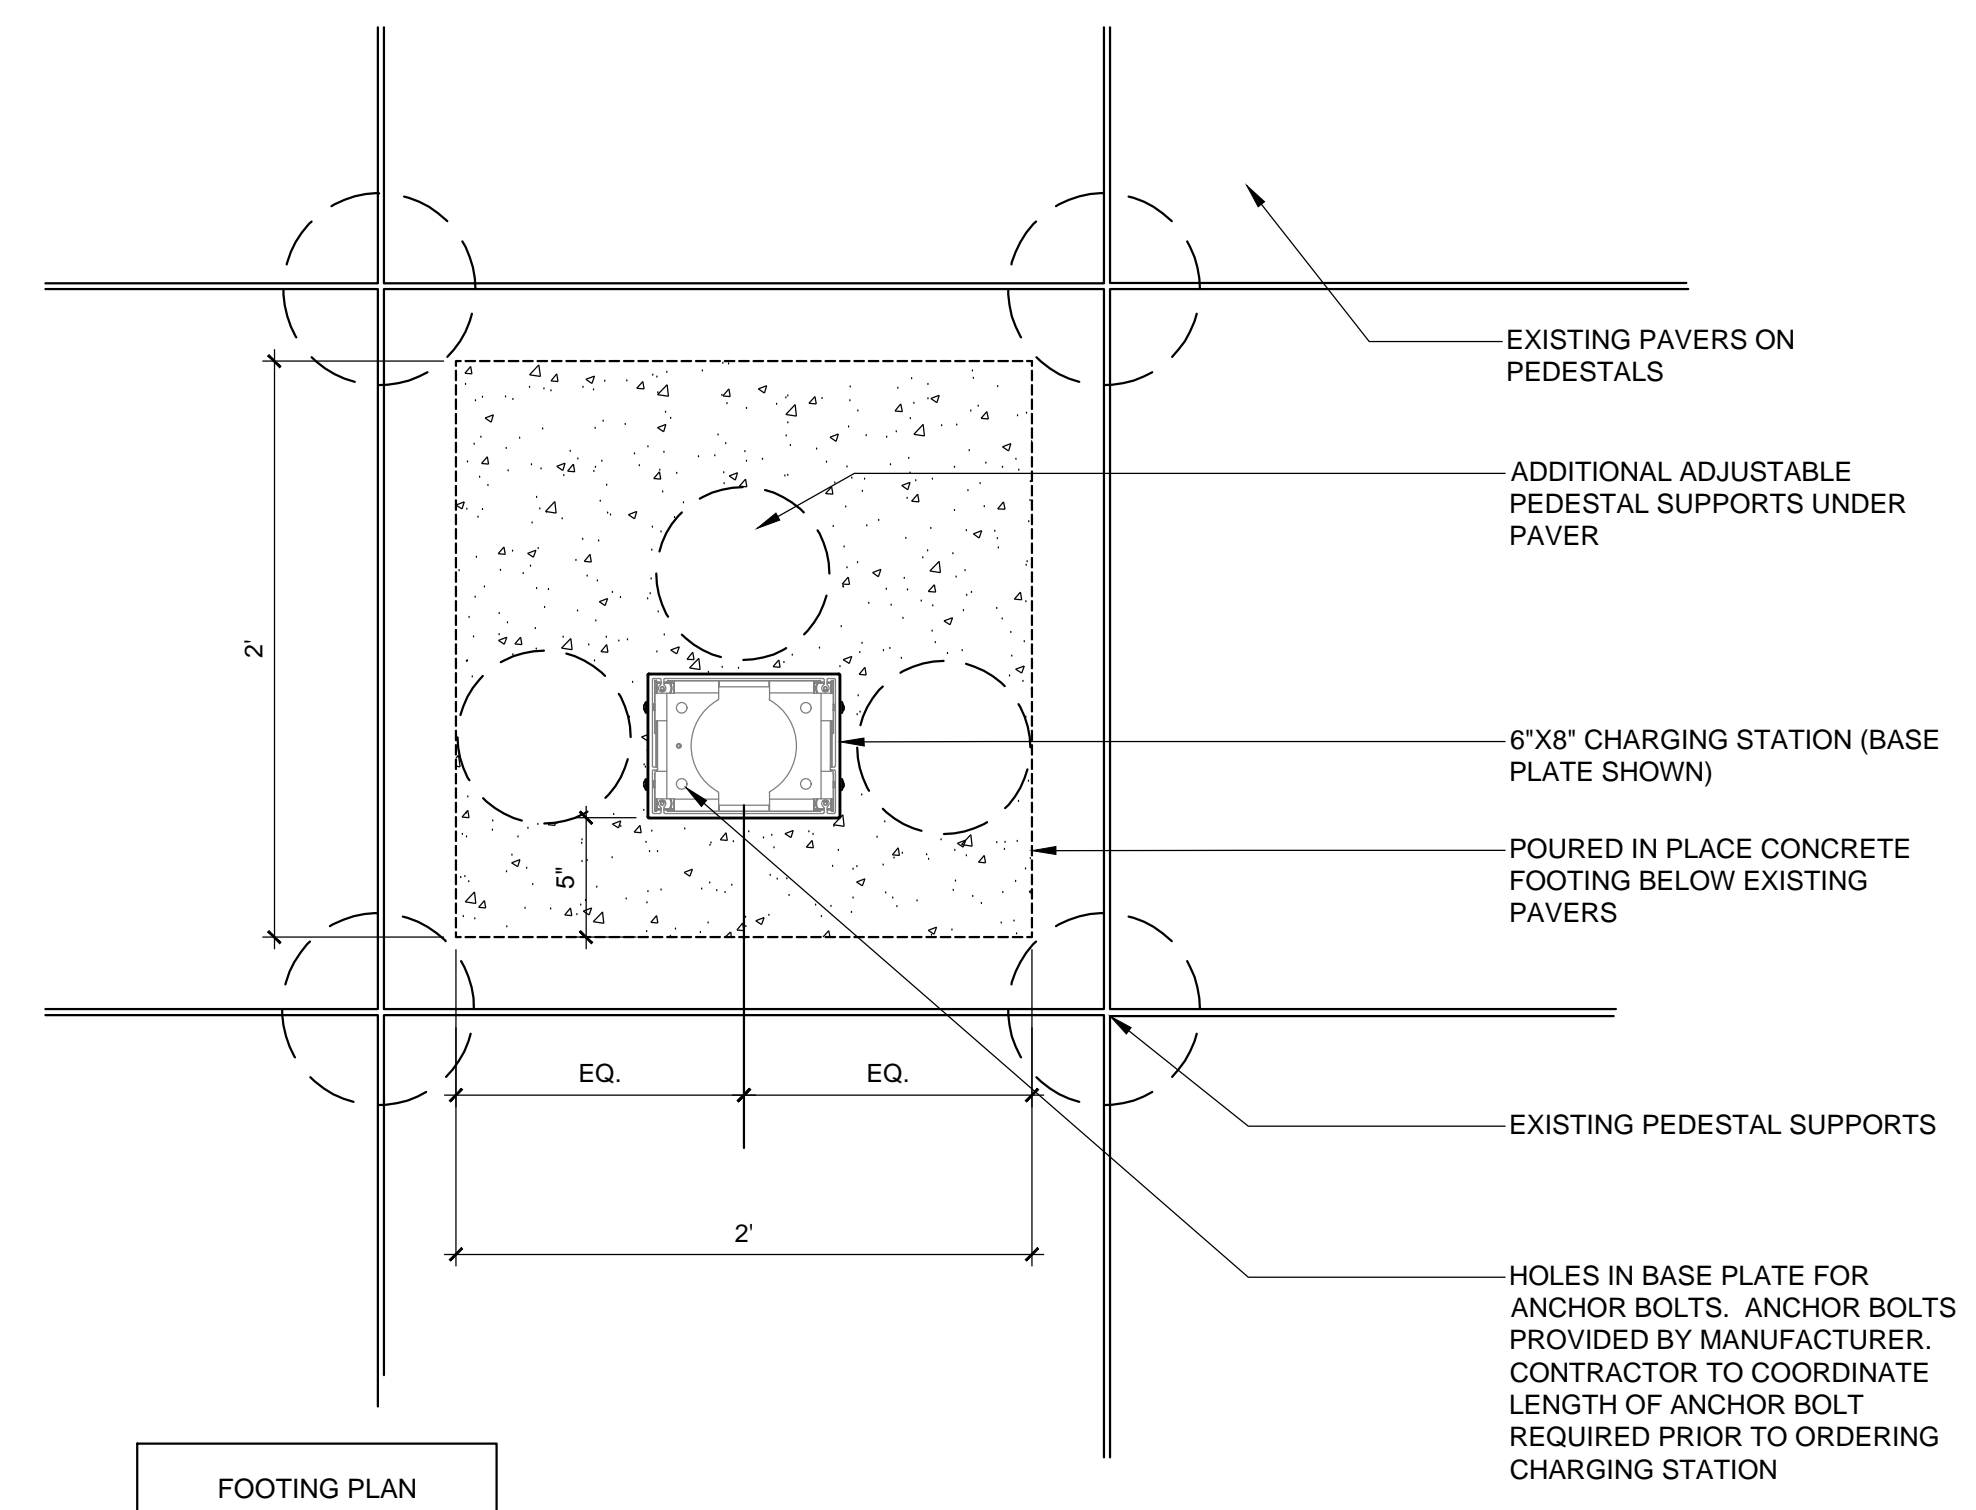 EXISTING PAVERS ON
PEDESTALS
ADDITIONAL ADJUSTABLE
PEDESTAL SUPPORTS UNDER
PAVER
2'
6"X8" CHARGING STATION (BASE
PLATE SHOWN)
POURED IN PLACE CONCRETE
FOOTING BELOW EXISTING
PAVERS
5"
EQ.
EQ.
EXISTING PEDESTAL SUPPORTS
2'
HOLES IN BASE PLATE FOR
ANCHOR BOLTS. ANCHOR BOLTS
PROVIDED BY MANUFACTURER.
CONTRACTOR TO COORDINATE
LENGTH OF ANCHOR BOLT
REQUIRED PRIOR TO ORDERING
CHARGING STATION
FOOTING PLAN